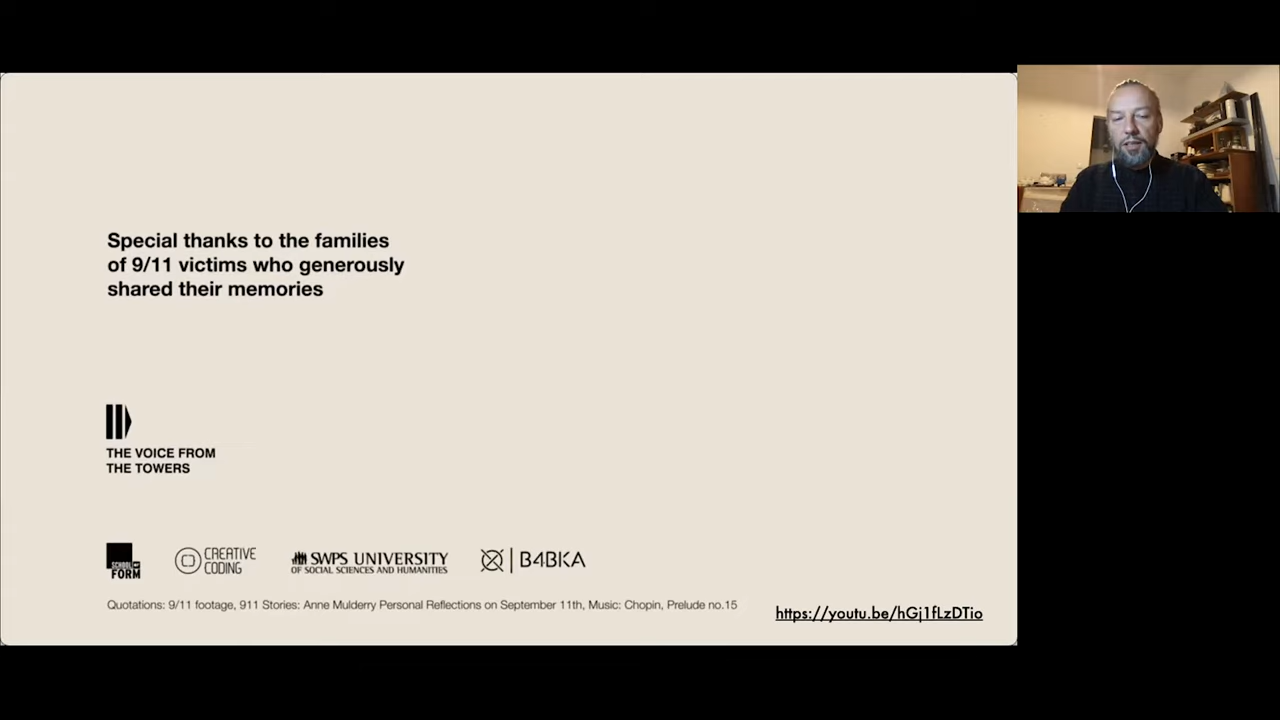 Special thanks to the families
of 9/11 victims who generously
shared their memories
THE VOICE FROM
THE TOWERS
SCHOOL OF
FORM
CREATIVE
CODING
SWPS UNIVERSITY
OF SOCIAL SCIENCES AND HUMANITIES
B4BKA
Quotations: 9/11 footage, 911 Stories: Anne Mulderry Personal Reflections on September 11th, Music: Chopin, Prelude no.15
https://youtu.be/hGj1fLzDTio